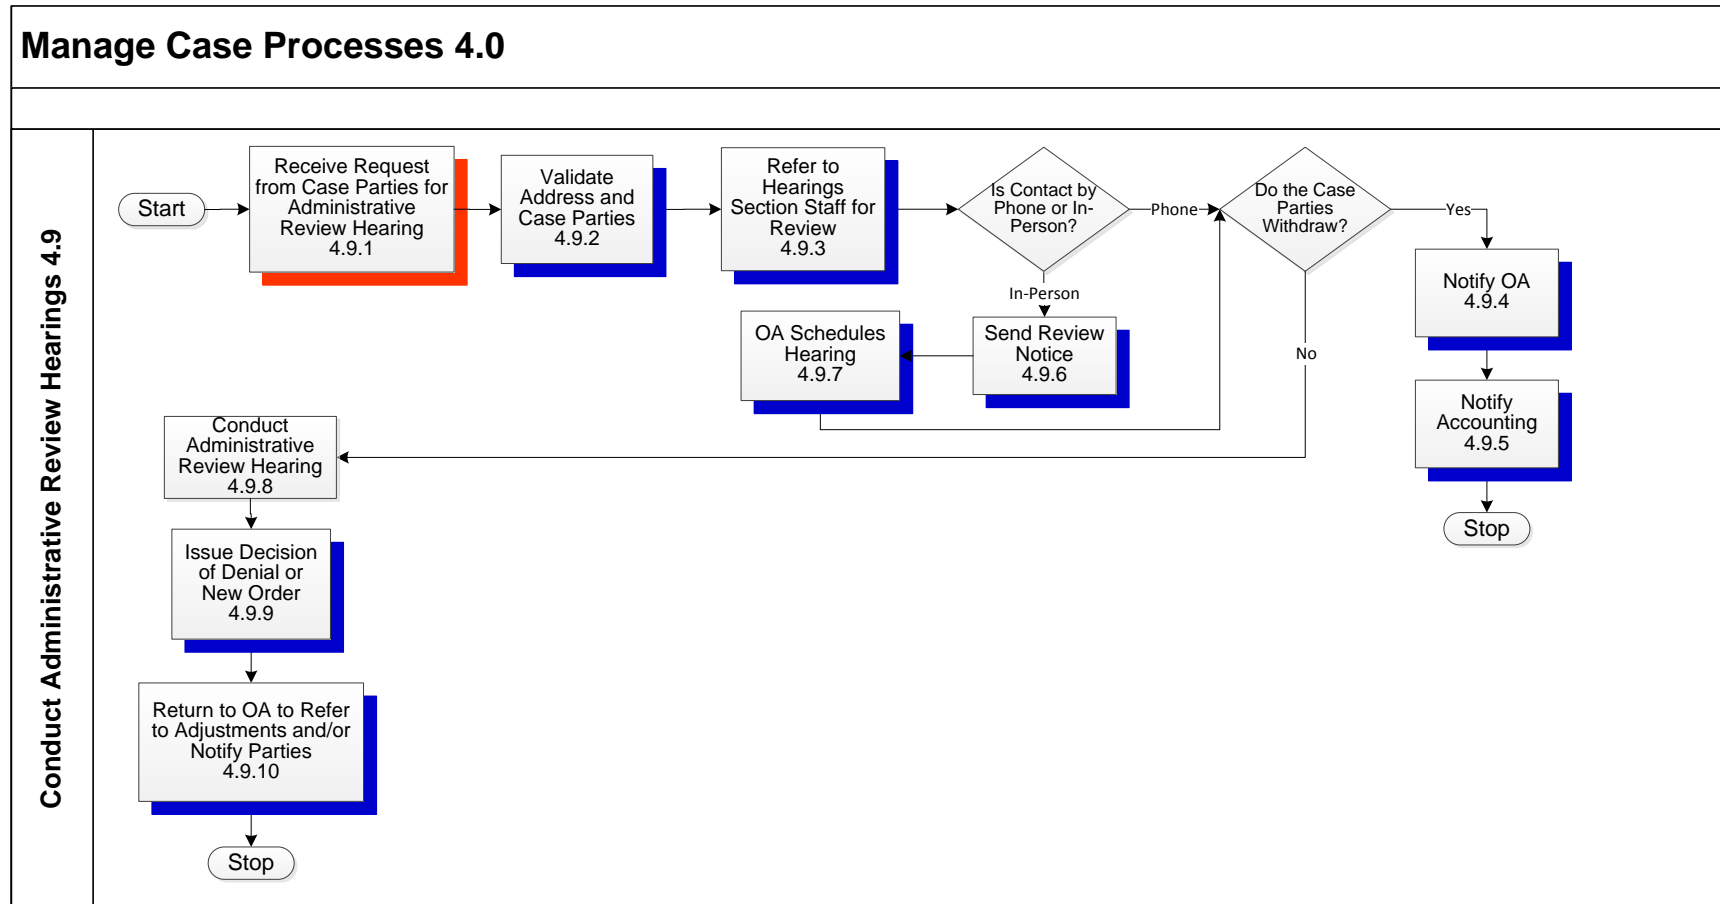 Manage Case Processes 4.0
Conduct Administrative Review Hearings 4.9
Start
Receive Request
from Case Parties for
Administrative
Review Hearing
4.9.1
Validate
Address and
Case Parties
4.9.2
Refer to
Hearings
Section Staff for
Review
4.9.3
Is Contact by
Phone or In-
Person?
Phone
Do the Case
Parties
Withdraw?
Yes
Notify OA
4.9.4
In-Person
OA Schedules
Hearing
4.9.7
Send Review
Notice
4.9.6
No
Notify
Accounting
4.9.5
Stop
Conduct
Administrative
Review Hearing
4.9.8
Issue Decision
of Denial or
New Order
4.9.9
Return to OA to Refer
to Adjustments and/or
Notify Parties
4.9.10
Stop